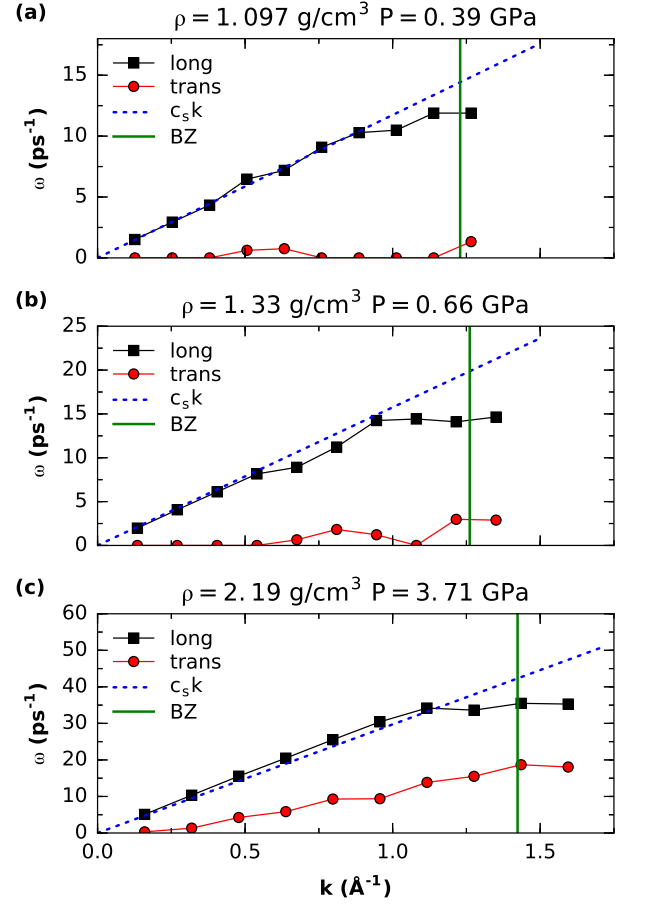 (a)
ρ = 1.097 g/cm³ P = 0.39 GPa
long
trans
cₛk
BZ
ω (ps⁻¹)
15
10
5
0
(b)
ρ = 1.33 g/cm³ P = 0.66 GPa
long
trans
cₛk
BZ
ω (ps⁻¹)
25
20
15
10
5
0
(c)
ρ = 2.19 g/cm³ P = 3.71 GPa
long
trans
cₛk
BZ
ω (ps⁻¹)
60
50
40
30
20
10
0
0.0 0.5 1.0 1.5
k (Å⁻¹)